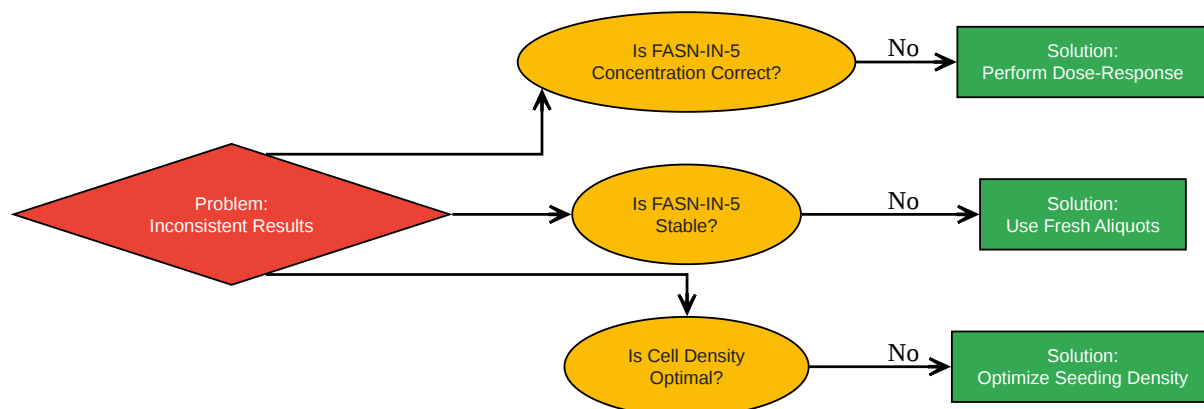 Is FASN-IN-5
Concentration Correct?
No
Solution:
Perform Dose-Response
Problem:
Inconsistent Results
Is FASN-IN-5
Stable?
No
Solution:
Use Fresh Aliquots
Is Cell Density
Optimal?
No
Solution:
Optimize Seeding Density